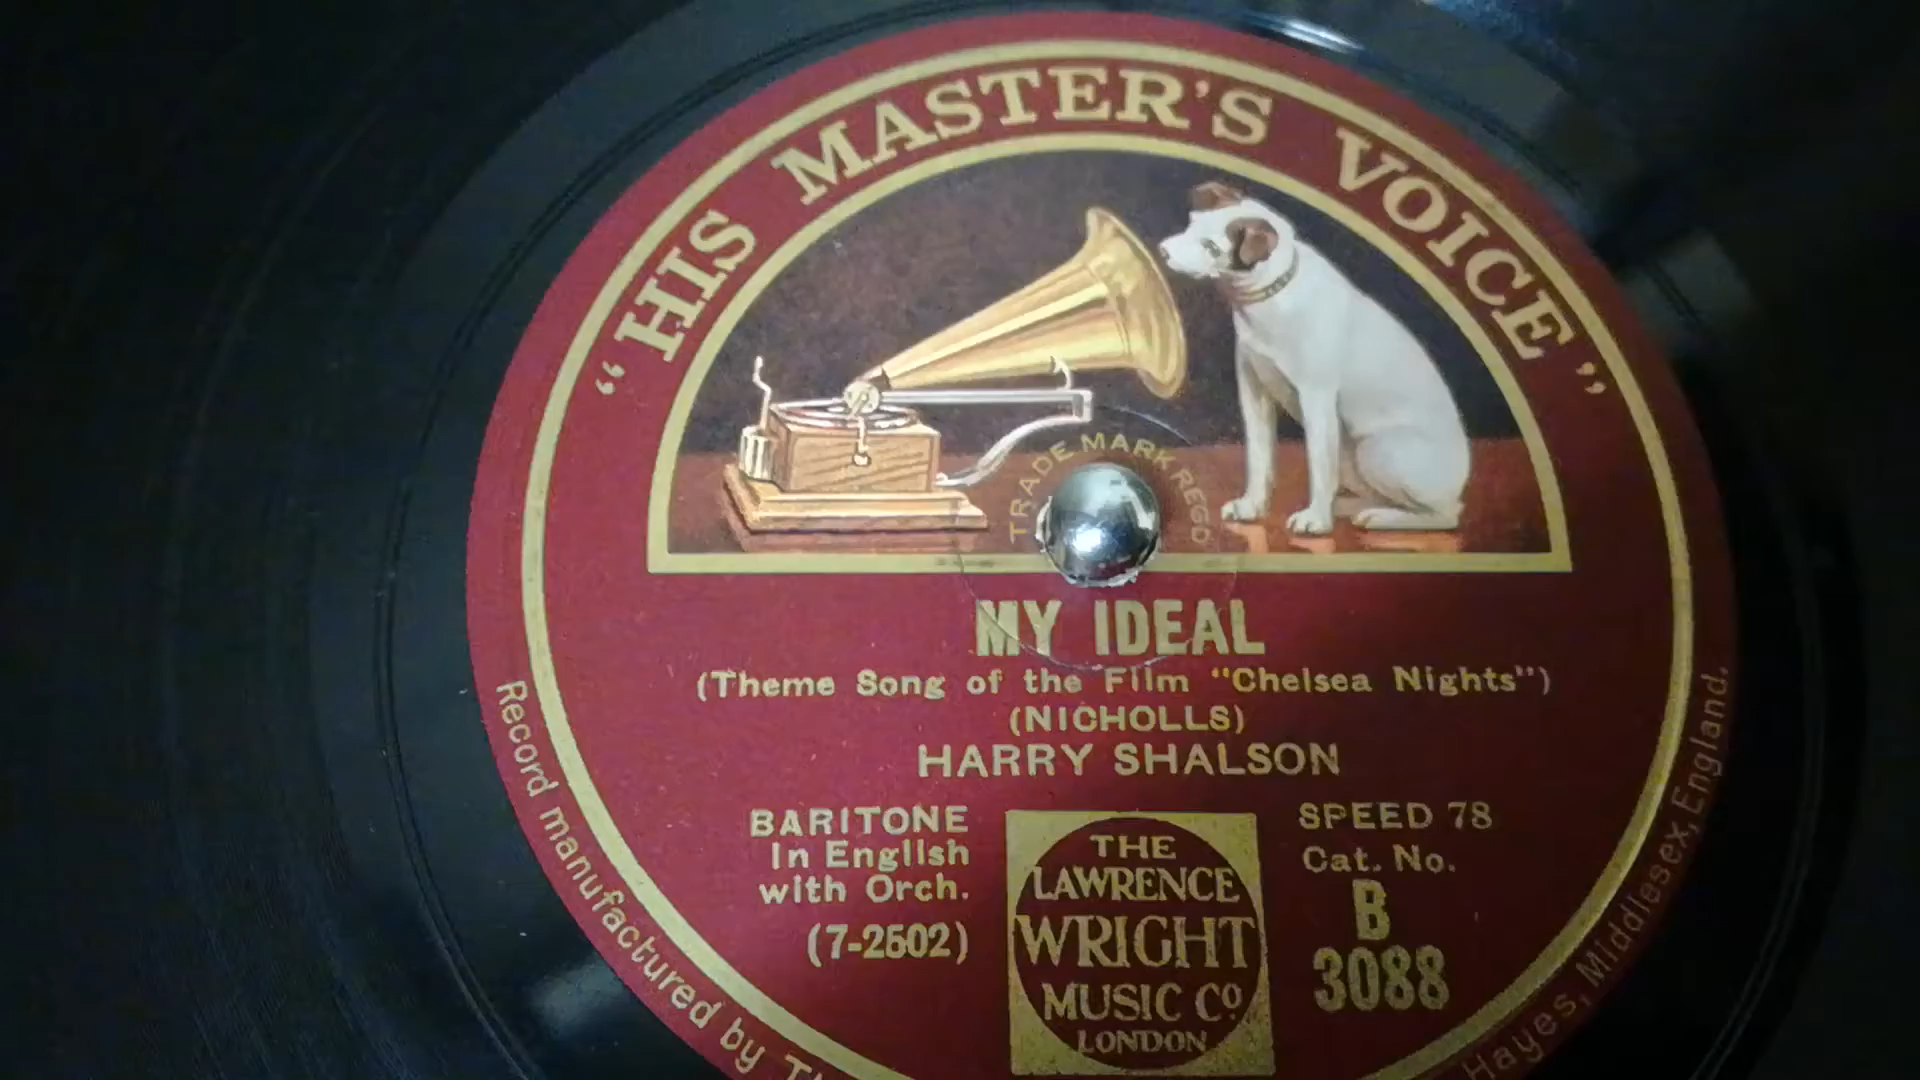 “HIS MASTER'S VOICE”
TRADE MARK REGD
MY IDEAL
(Theme Song of the Film “Chelsea Nights”)
(NICHOLLS)
HARRY SHALSON
BARITONE
In English
with Orch.
(7-2502)
THE
LAWRENCE
WRIGHT
MUSIC Cº
LONDON
SPEED 78
Cat. No.
B
3088
Record manufactured by
Hayes, Middlesex, England.